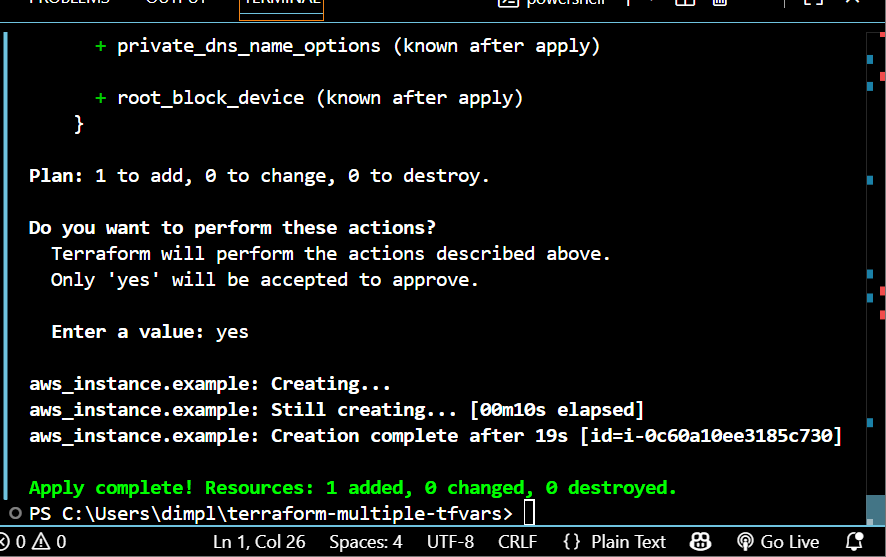 PROBLEMS OUTPUT TERMINAL powershell
+ private_dns_name_options (known after apply)
+ root_block_device (known after apply)
}
Plan: 1 to add, 0 to change, 0 to destroy.
Do you want to perform these actions?
Terraform will perform the actions described above.
Only 'yes' will be accepted to approve.
Enter a value: yes
aws_instance.example: Creating...
aws_instance.example: Still creating... [00m10s elapsed]
aws_instance.example: Creation complete after 19s [id=i-0c60a10ee3185c730]
Apply complete! Resources: 1 added, 0 changed, 0 destroyed.
PS C:\Users\dimpl\terraform-multiple-tfvars>
0 0 Ln 1, Col 26 Spaces: 4 UTF-8 CRLF {} Plain Text Go Live